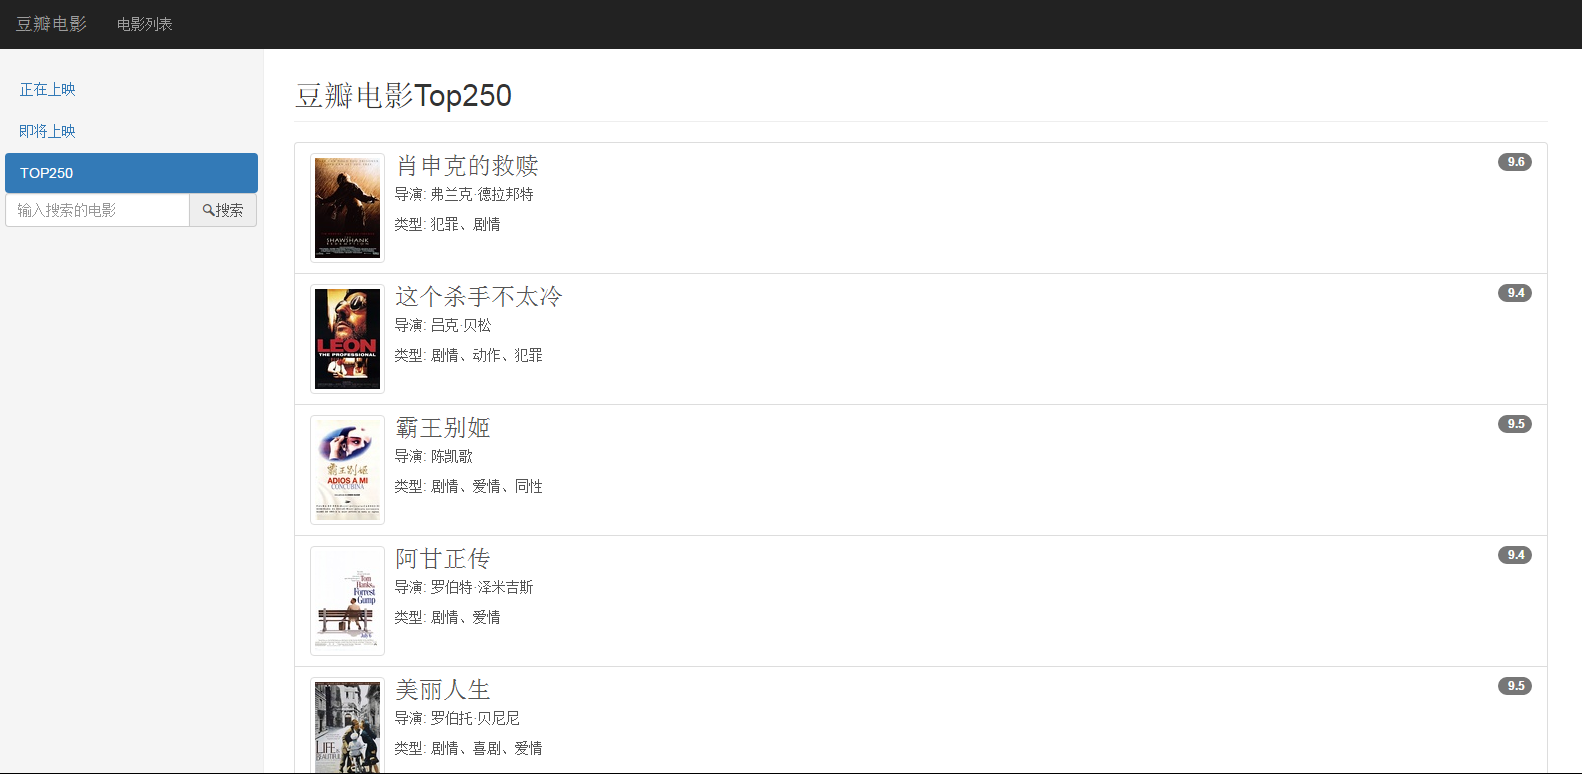 豆瓣电影 电影列表
正在上映
即将上映
TOP250
输入搜索的电影 搜索
豆瓣电影Top250
肖申克的救赎 9.6
导演: 弗兰克·德拉邦特
类型: 犯罪、剧情
SHAWSHANK
REDEMPTION
这个杀手不太冷 9.4
导演: 吕克·贝松
类型: 剧情、动作、犯罪
LEON
THE PROFESSIONAL
霸王别姬 9.5
导演: 陈凯歌
类型: 剧情、爱情、同性
霸王别姬
ADIOS A MI
CONCUBINA
阿甘正传 9.4
导演: 罗伯特·泽米吉斯
类型: 剧情、爱情
Tom
Hanks
Forrest
Gump
美丽人生 9.5
导演: 罗伯托·贝尼尼
类型: 剧情、喜剧、爱情
LIFE IS
BEAUTIFUL